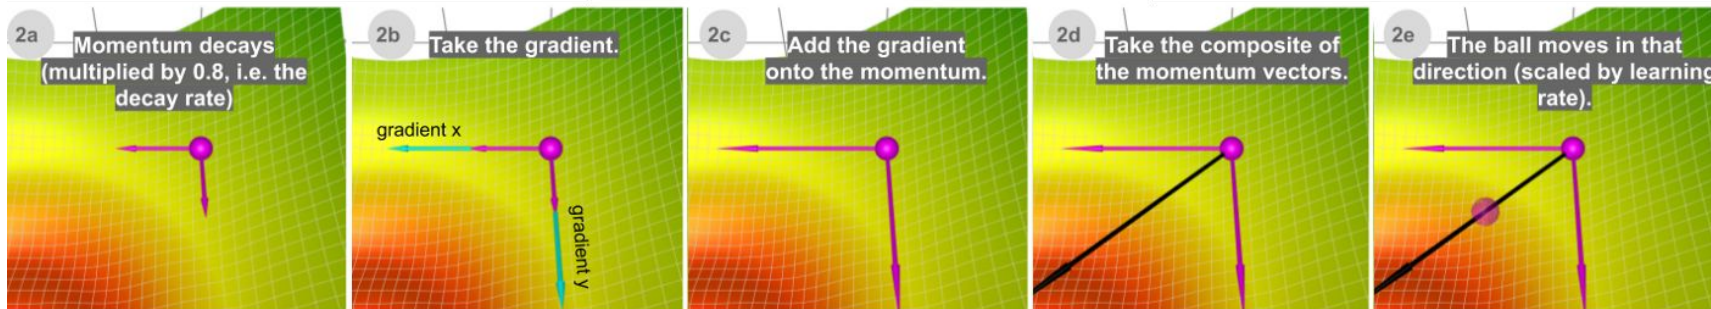 2a
Momentum decays
(multiplied by 0.8, i.e. the
decay rate)
2b
Take the gradient.
gradient x
gradient y
2c
Add the gradient
onto the momentum.
2d
Take the composite of
the momentum vectors.
2e
The ball moves in that
direction (scaled by learning
rate).